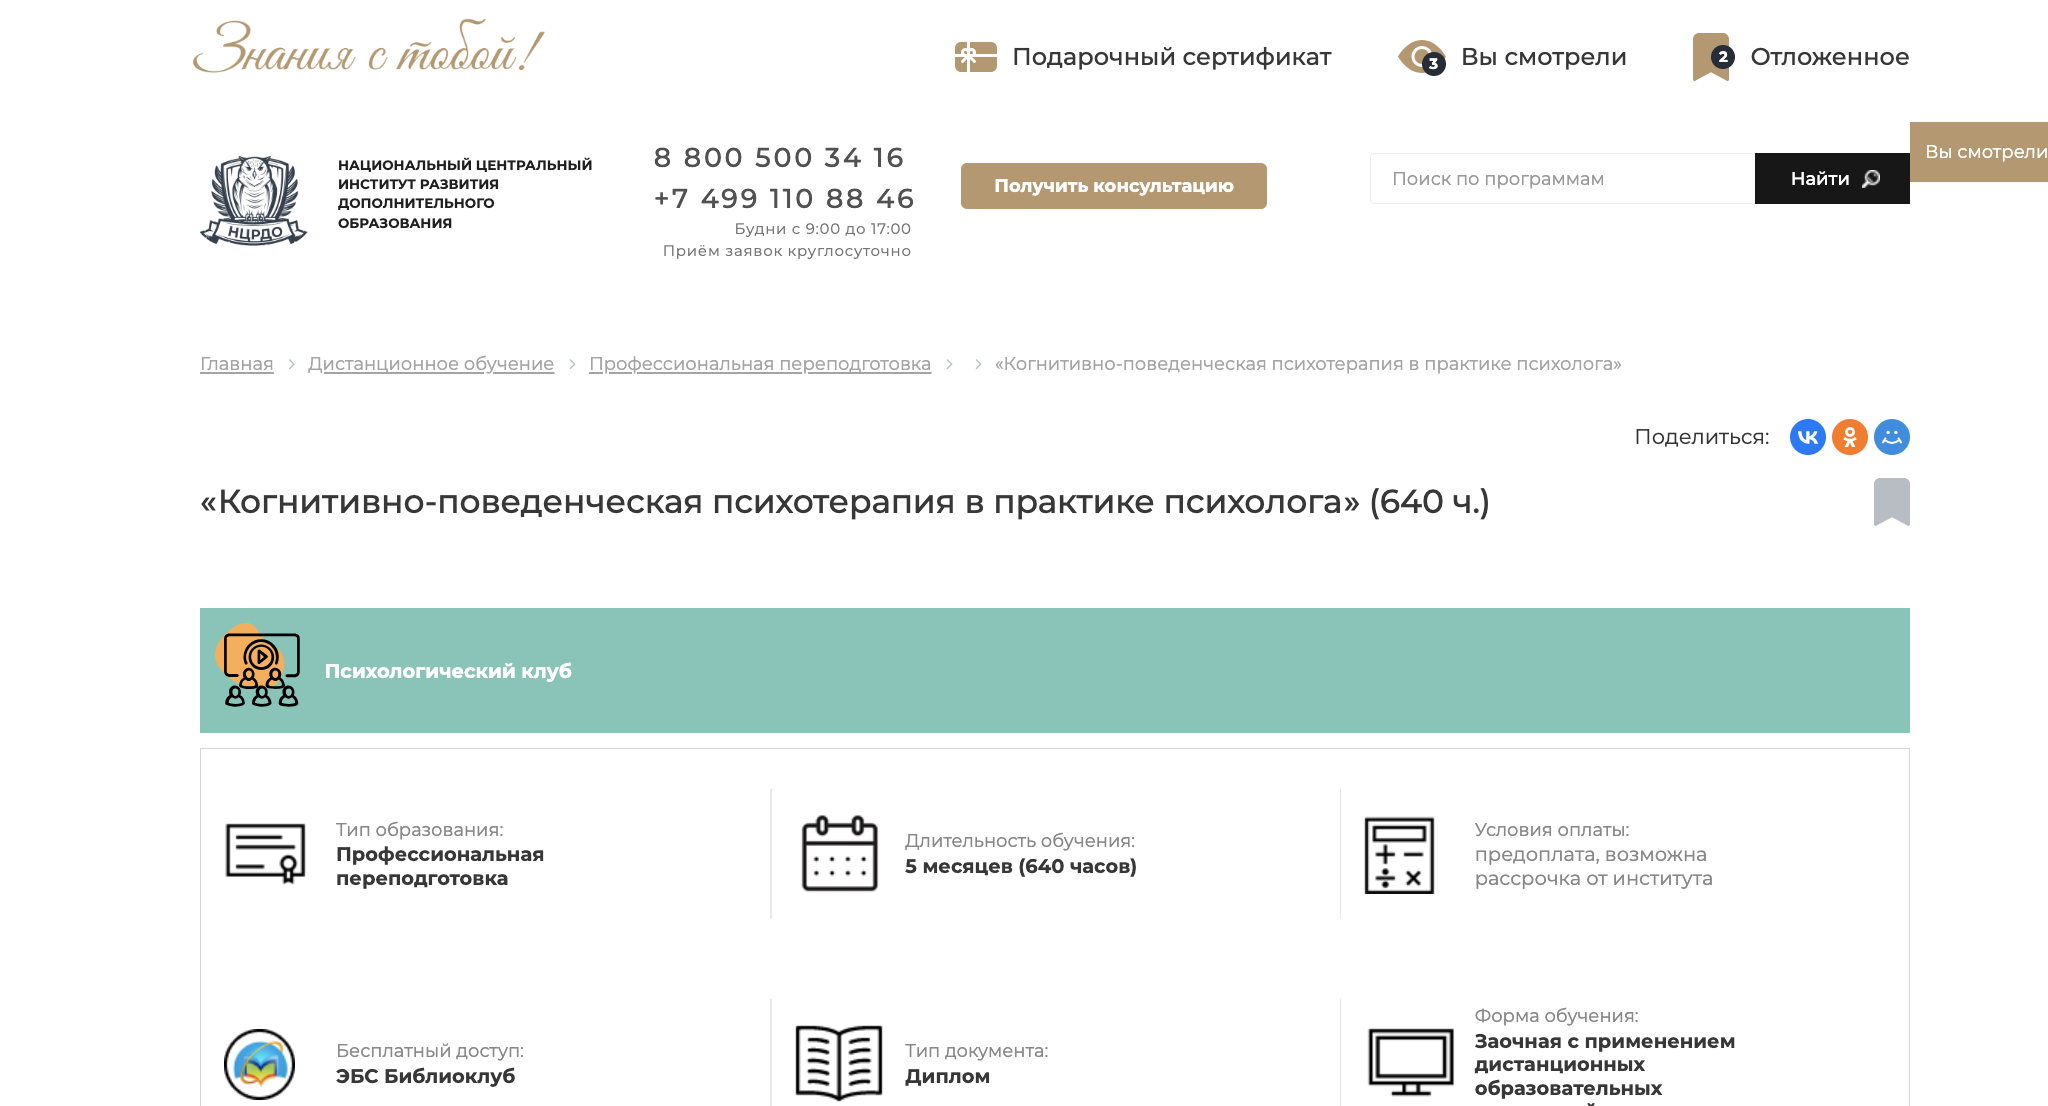 Знания с тобой!
Подарочный сертификат
3
Вы смотрели
2
Отложенное
НАЦИОНАЛЬНЫЙ ЦЕНТРАЛЬНЫЙ
ИНСТИТУТ РАЗВИТИЯ
ДОПОЛНИТЕЛЬНОГО
ОБРАЗОВАНИЯ
НЦРДО
8 800 500 34 16
+7 499 110 88 46
Будни с 9:00 до 17:00
Приём заявок круглосуточно
Получить консультацию
Поиск по программам
Найти
Вы смотрели
Главная > Дистанционное обучение > Профессиональная переподготовка > > «Когнитивно-поведенческая психотерапия в практике психолога»
Поделиться:
«Когнитивно-поведенческая психотерапия в практике психолога» (640 ч.)
Психологический клуб
Тип образования:
Профессиональная
переподготовка
Длительность обучения:
5 месяцев (640 часов)
Условия оплаты:
предоплата, возможна
рассрочка от института
Бесплатный доступ:
ЭБС Библиоклуб
Тип документа:
Диплом
Форма обучения:
Заочная с применением
дистанционных
образовательных